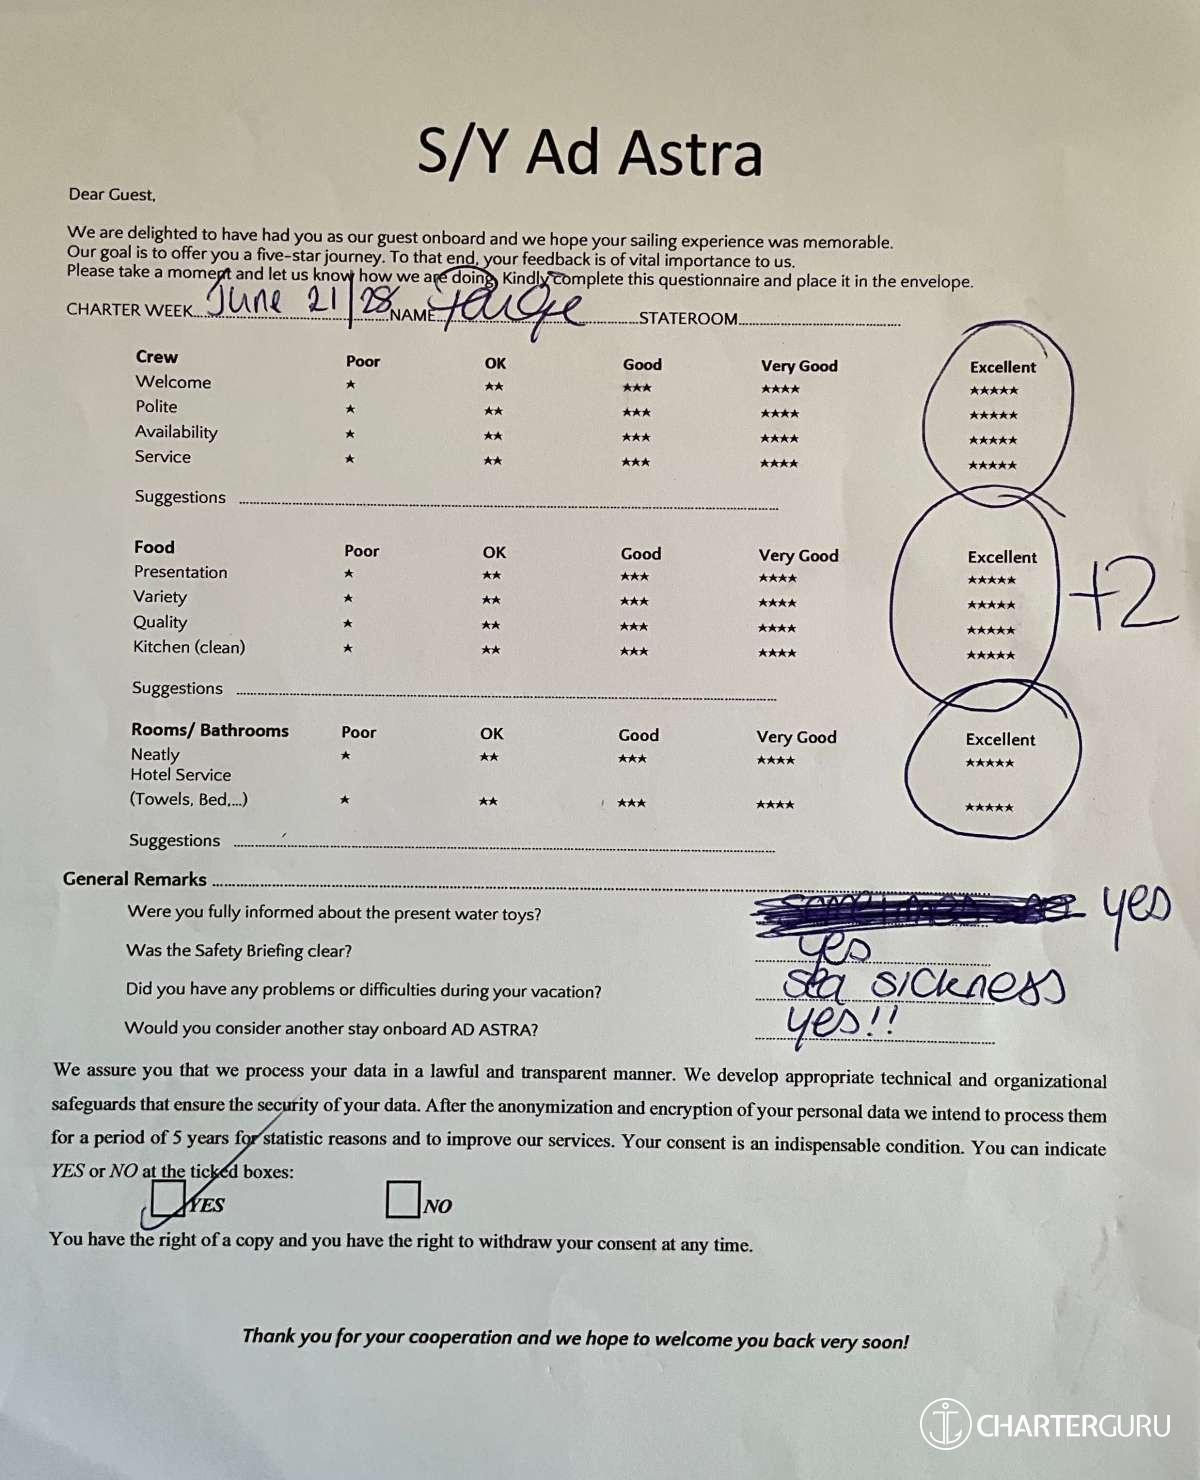 S/Y Ad Astra
Dear Guest,
We are delighted to have had you as our guest onboard and we hope your sailing experience was memorable.
Our goal is to offer you a five-star journey. To that end, your feedback is of vital importance to us.
Please take a moment and let us know how we are doing. Kindly complete this questionnaire and place it in the envelope.
CHARTER WEEK... June 21/28 NAME... STATEROOM...
Crew Poor OK Good Very Good Excellent
Welcome ★ ★★ ★★★ ★★★★ ★★★★★
Polite ★ ★★ ★★★ ★★★★ ★★★★★
Availability ★ ★★ ★★★ ★★★★ ★★★★★
Service ★ ★★ ★★★ ★★★★ ★★★★★
Suggestions ...
Food Poor OK Good Very Good Excellent
Presentation ★ ★★ ★★★ ★★★★ ★★★★★
Variety ★ ★★ ★★★ ★★★★ ★★★★★ +2
Quality ★ ★★ ★★★ ★★★★ ★★★★★
Kitchen (clean) ★ ★★ ★★★ ★★★★ ★★★★★
Suggestions ...
Rooms/ Bathrooms Poor OK Good Very Good Excellent
Neatly ★ ★★ ★★★ ★★★★ ★★★★★
Hotel Service
(Towels, Bed,...) ★ ★★ ★★★ ★★★★ ★★★★★
Suggestions ...
General Remarks ...
Were you fully informed about the present water toys? yes
Was the Safety Briefing clear? yes
Did you have any problems or difficulties during your vacation? sea sickness
Would you consider another stay onboard AD ASTRA? yes!!
We assure you that we process your data in a lawful and transparent manner. We develop appropriate technical and organizational
safeguards that ensure the security of your data. After the anonymization and encryption of your personal data we intend to process them
for a period of 5 years for statistic reasons and to improve our services. Your consent is an indispensable condition. You can indicate
YES or NO at the ticked boxes:
YES NO
You have the right of a copy and you have the right to withdraw your consent at any time.
Thank you for your cooperation and we hope to welcome you back very soon!
CHARTERGURU